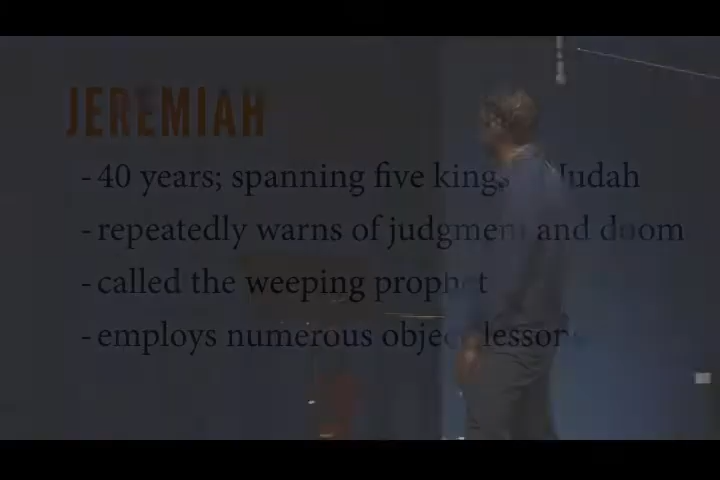 JEREMIAH
- 40 years; spanning five kings Judah
- repeatedly warns of judgment and doom
- called the weeping prophet
- employs numerous object lessons